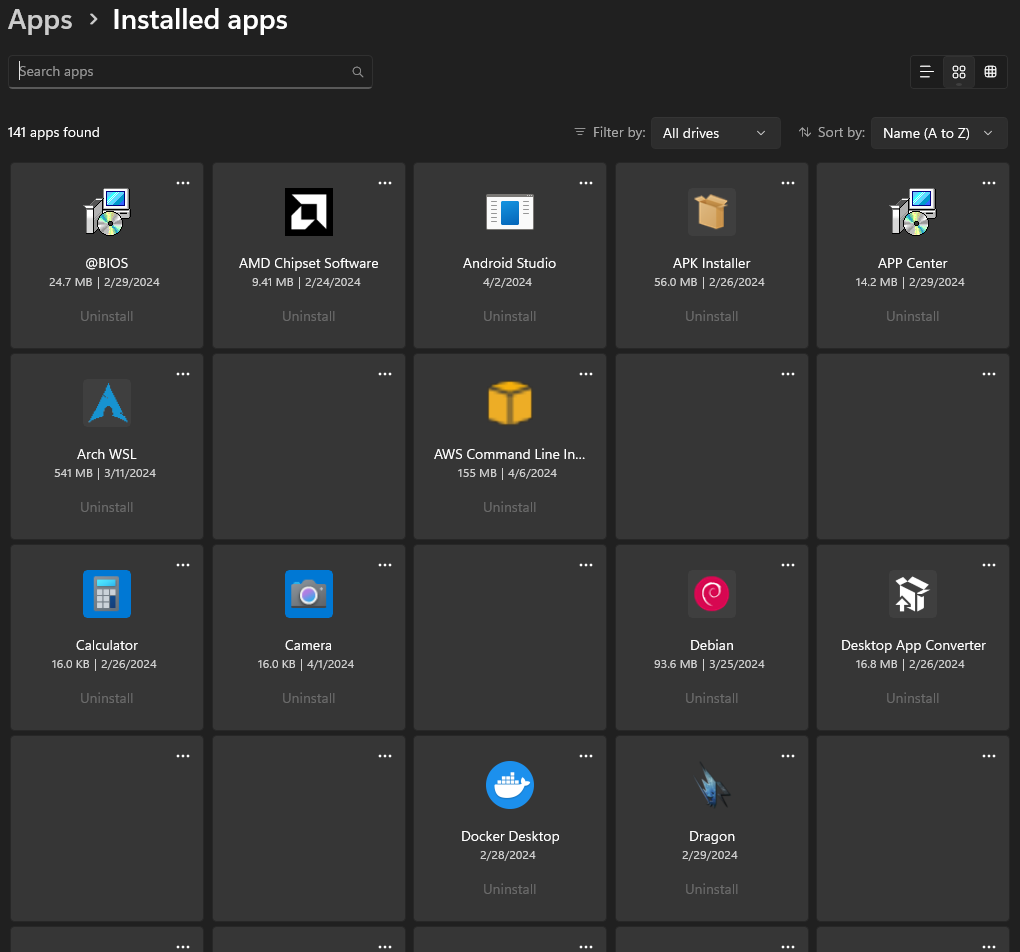 Apps > Installed apps
Search apps
141 apps found
Filter by: All drives
Sort by: Name (A to Z)
@BIOS
24.7 MB | 2/29/2024
Uninstall
AMD Chipset Software
9.41 MB | 2/24/2024
Uninstall
Android Studio
4/2/2024
Uninstall
APK Installer
56.0 MB | 2/26/2024
Uninstall
APP Center
14.2 MB | 2/29/2024
Uninstall
Arch WSL
541 MB | 3/11/2024
Uninstall
AWS Command Line In...
155 MB | 4/6/2024
Uninstall
Calculator
16.0 KB | 2/26/2024
Uninstall
Camera
16.0 KB | 4/1/2024
Uninstall
Debian
93.6 MB | 3/25/2024
Uninstall
Desktop App Converter
16.8 MB | 2/26/2024
Uninstall
Docker Desktop
2/28/2024
Uninstall
Dragon
2/29/2024
Uninstall